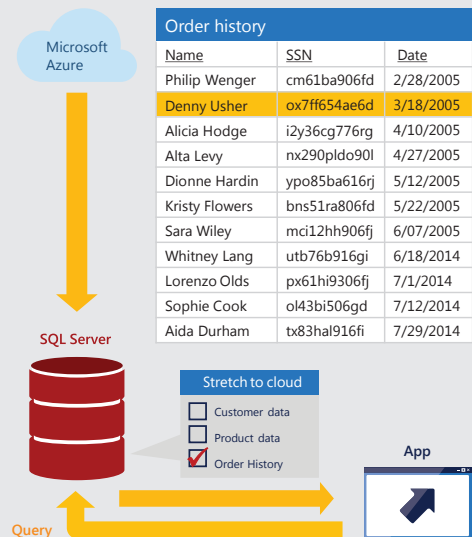 Microsoft
Azure
Order history
Name SSN Date
Philip Wenger cm61ba906fd 2/28/2005
Denny Usher ox7ff654ae6d 3/18/2005
Alicia Hodge i2y36cg776rg 4/10/2005
Alta Levy nx290pldo90l 4/27/2005
Dionne Hardin ypo85ba616rj 5/12/2005
Kristy Flowers bns51ra806fd 5/22/2005
Sara Wiley mci12hh906fj 6/07/2005
Whitney Lang utb76b916gi 6/18/2014
Lorenzo Olds px61hi9306fj 7/1/2014
Sophie Cook ol43bi506gd 7/12/2014
Aida Durham tx83hal916fi 7/29/2014
SQL Server
Stretch to cloud
Customer data
Product data
Order History
App
Query